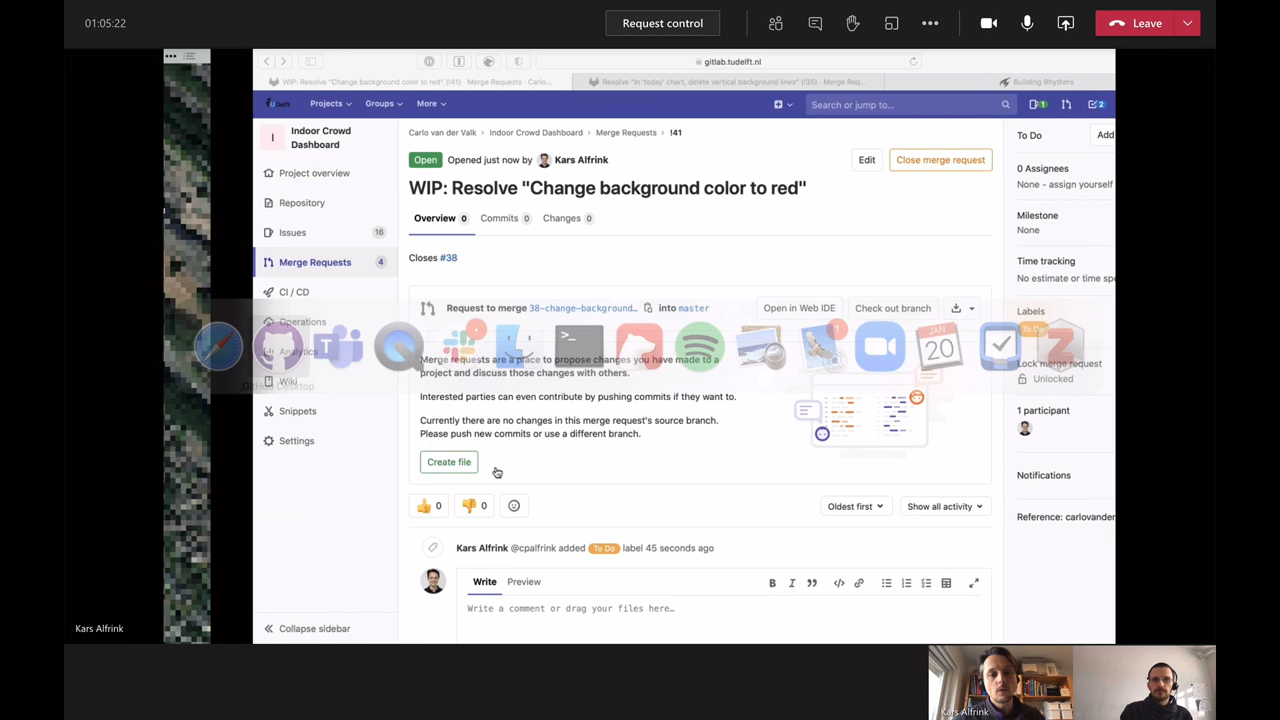 01:05:22
Request control
Leave
gitlab.tudelft.nl
WIP: Resolve "Change background color to red" (!41) · Merge Requests · Carlo...
Resolve "In 'today' chart, delete vertical background lines" (!35) · Merge Req...
Building Rhythms
Projects
Groups
More
Search or jump to...
1
2
I
Indoor Crowd Dashboard
Project overview
Repository
Issues 16
Merge Requests 4
CI / CD
Operations
Analytics
Wiki
Snippets
Settings
Collapse sidebar
Carlo van der Valk > Indoor Crowd Dashboard > Merge Requests > !41
Open Opened just now by Kars Alfrink
Edit
Close merge request
WIP: Resolve "Change background color to red"
Overview 0 Commits 0 Changes 0
Closes #38
Request to merge 38-change-background... into master
Open in Web IDE
Check out branch
Merge requests are a place to propose changes you have made to a
project and discuss those changes with others.
Interested parties can even contribute by pushing commits if they want to.
Currently there are no changes in this merge request's source branch.
Please push new commits or use a different branch.
Create file
👍 0 👎 0
Oldest first
Show all activity
Kars Alfrink @cpalfrink added To Do label 45 seconds ago
Write Preview
Write a comment or drag your files here…
To Do
Add
0 Assignees
None - assign yourself
Milestone
None
Time tracking
No estimate or time spe
Labels
To Do
Lock merge request
Unlocked
1 participant
Notifications
Reference: carlovander
GitHub Desktop
JAN
20
Kars Alfrink
Kars Alfrink